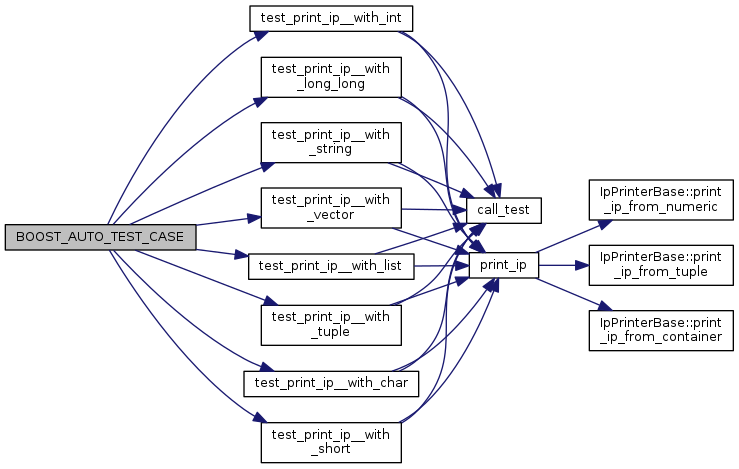 BOOST_AUTO_TEST_CASE
test_print_ip__with_int
test_print_ip__with
_long_long
test_print_ip__with
_string
test_print_ip__with
_vector
test_print_ip__with_list
test_print_ip__with
_tuple
test_print_ip__with_char
test_print_ip__with
_short
call_test
print_ip
IpPrinterBase::print
_ip_from_numeric
IpPrinterBase::print
_ip_from_tuple
IpPrinterBase::print
_ip_from_container